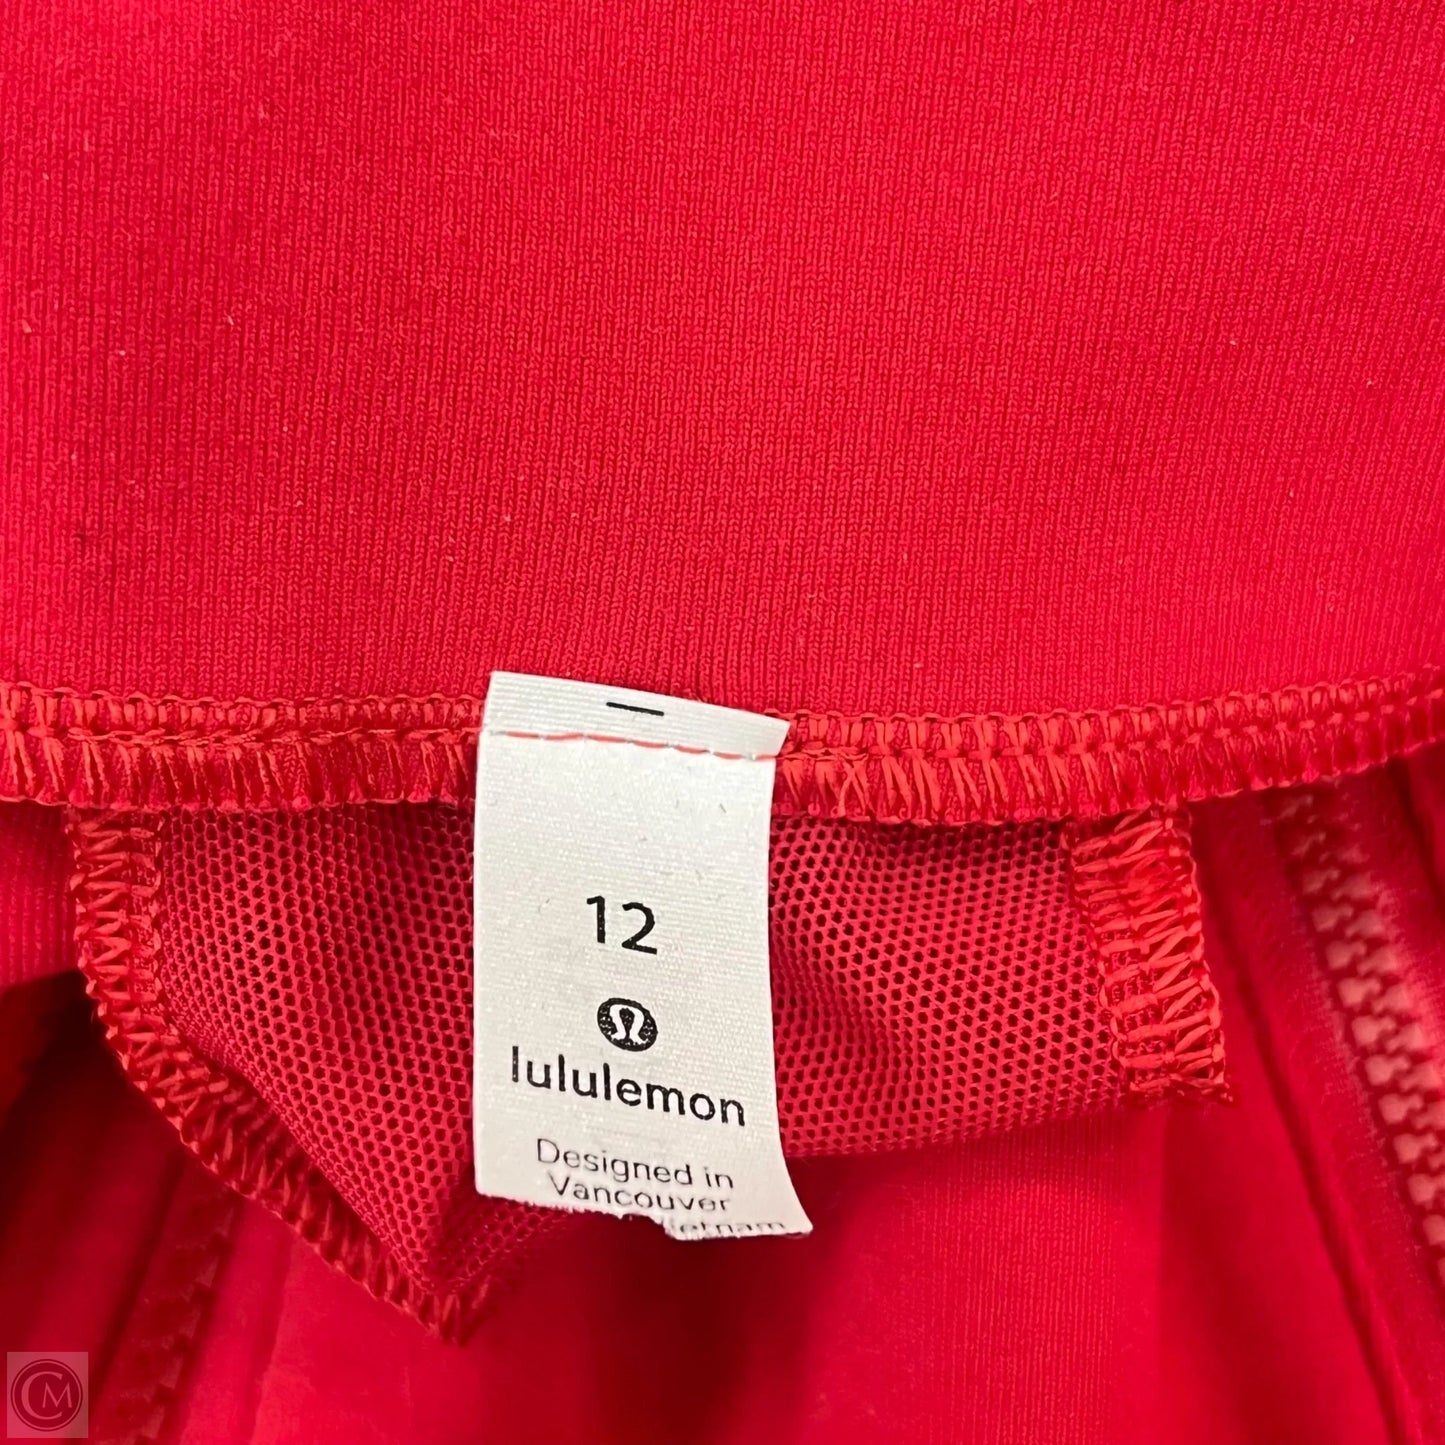 12
lululemon
Designed in
Vancouver